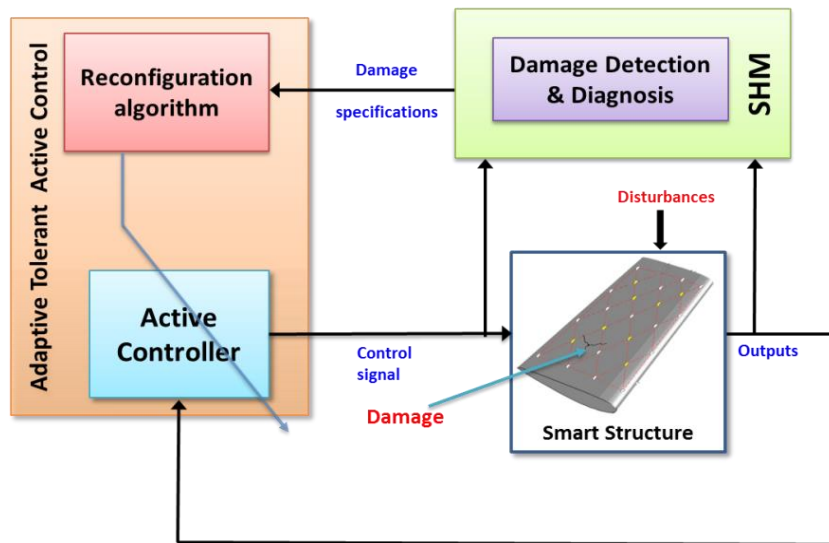 Adaptive Tolerant Active Control
Reconfiguration
algorithm
Damage
specifications
Damage Detection
& Diagnosis
SHM
Disturbances
Active
Controller
Control
signal
Damage
Smart Structure
Outputs